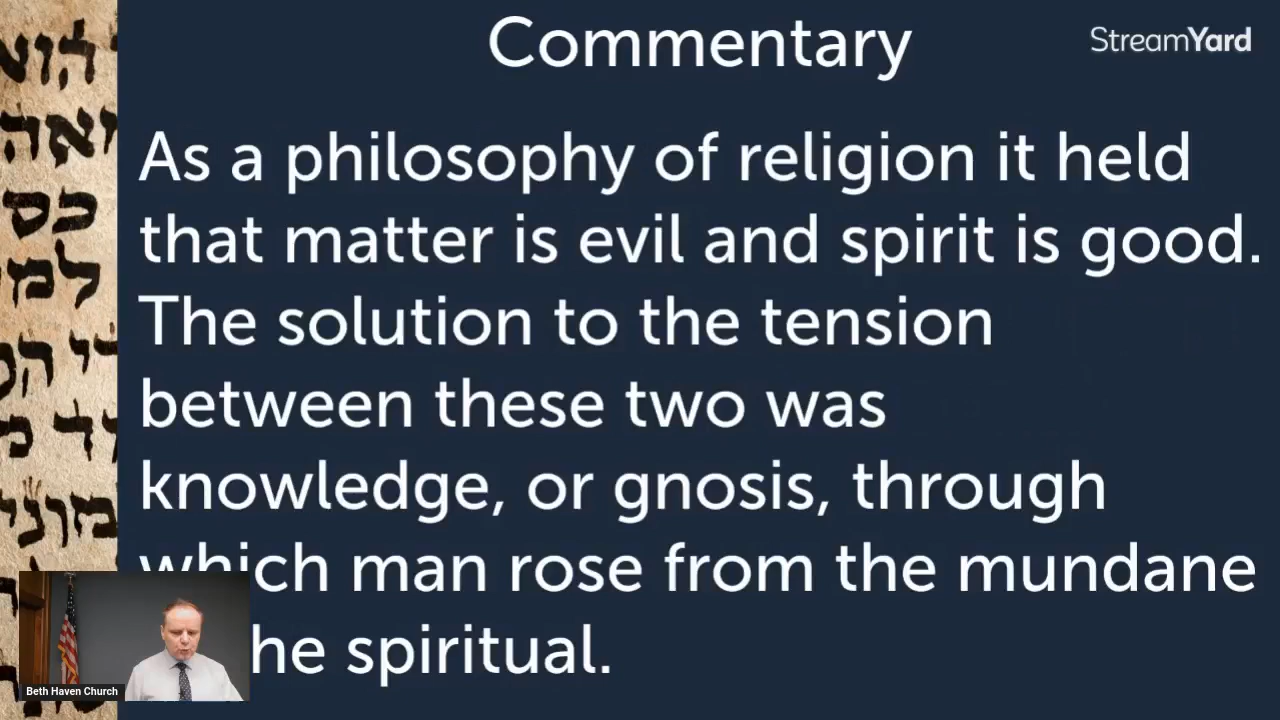 Commentary
StreamYard
As a philosophy of religion it held
that matter is evil and spirit is good.
The solution to the tension
between these two was
knowledge, or gnosis, through
which man rose from the mundane
he spiritual.
Beth Haven Church